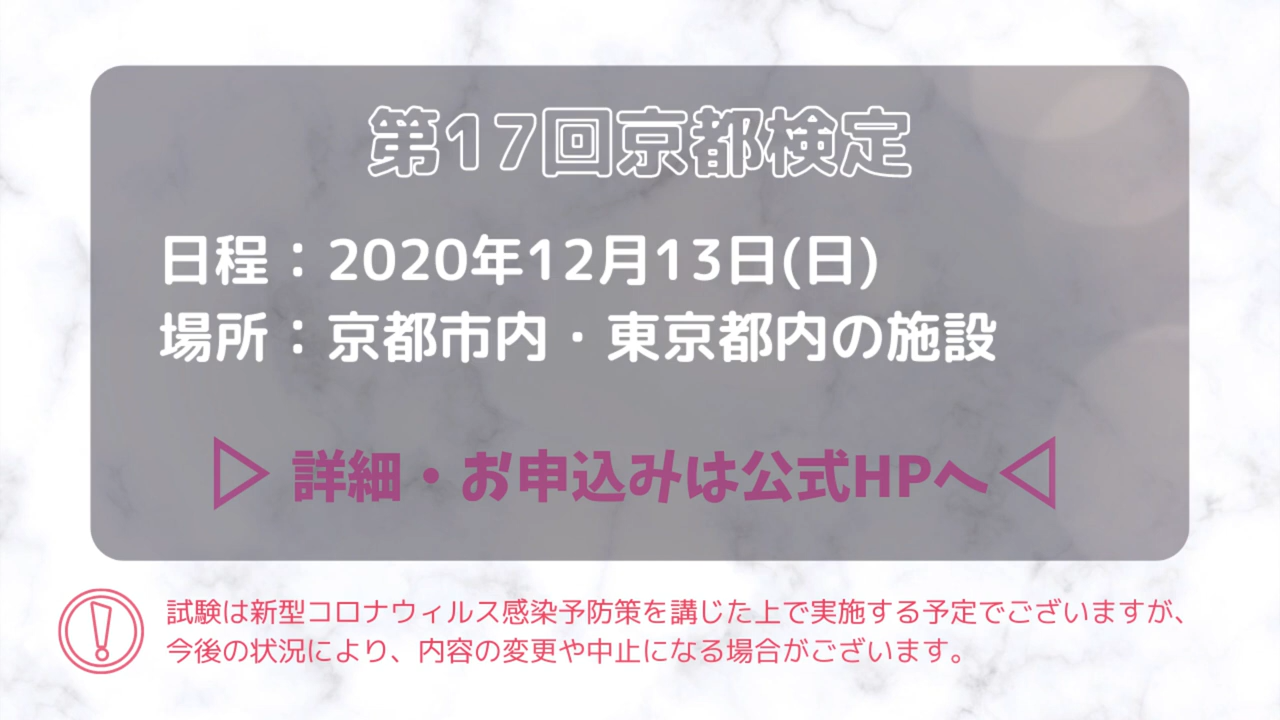 第17回京都検定
日程：2020年12月13日(日)
場所：京都市内・東京都内の施設
▷ 詳細・お申込みは公式HPへ ◁
試験は新型コロナウィルス感染予防策を講じた上で実施する予定でございますが、
今後の状況により、内容の変更や中止になる場合がございます。